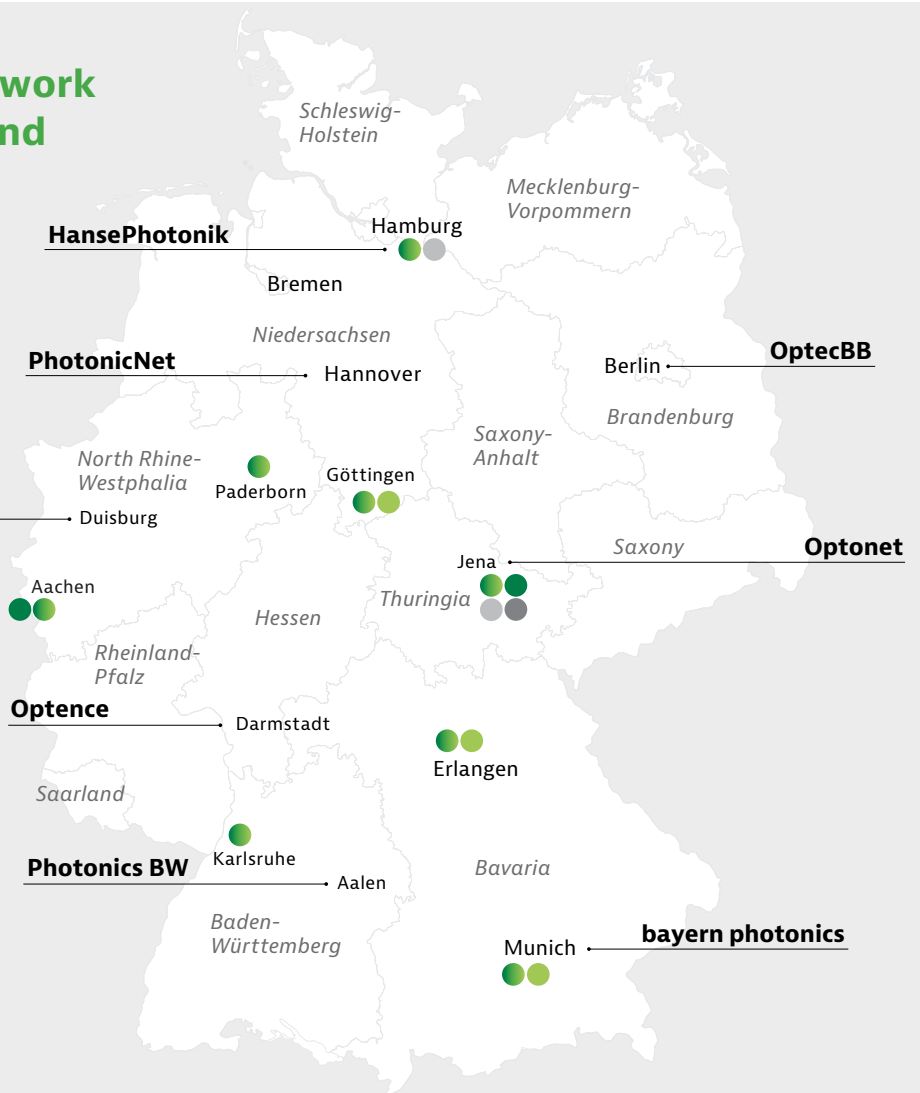 work
nd
Schleswig-
Holstein
Mecklenburg-
Vorpommern
HansePhotonik
Hamburg
Bremen
Niedersachsen
PhotonicNet
Hannover
Berlin
OptecBB
Brandenburg
Saxony-
Anhalt
North Rhine-
Westphalia
Paderborn
Göttingen
Duisburg
Saxony
Optonet
Jena
Aachen
Thuringia
Hessen
Rheinland-
Pfalz
Optence
Darmstadt
Erlangen
Saarland
Karlsruhe
Photonics BW
Aalen
Bavaria
Baden-
Württemberg
Munich
bayern photonics